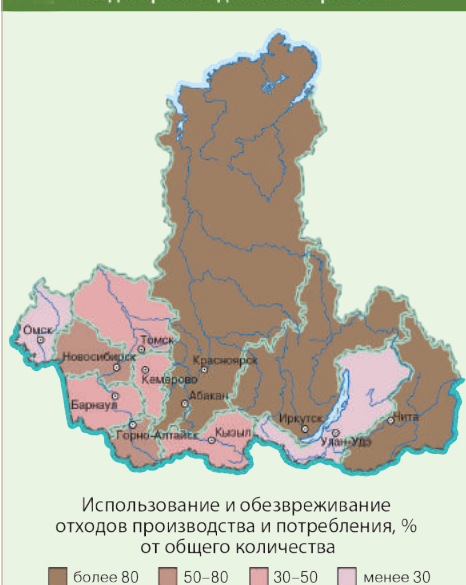 Омск
Томск
Новосибирск
Кемерово
Красноярск
Абакан
Барнаул
Горно-Алтайск
Кызыл
Иркутск
Улан-Удэ
Чита
Использование и обезвреживание
отходов производства и потребления, %
от общего количества
более 80 50–80 30–50 менее 30